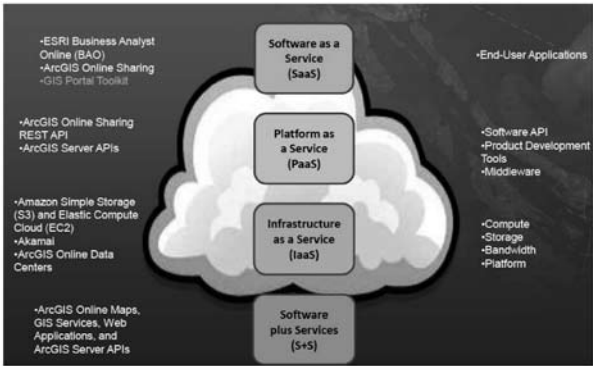 •ESRI Business Analyst
Online (BAO)
•ArcGIS Online Sharing
•GIS Portal Toolkit
Software as a
Service
(SaaS)
•End-User Applications
•ArcGIS Online Sharing
REST API
•ArcGIS Server APIs
Platform as
a Service
(PaaS)
•Software API
•Product Development
Tools
•Middleware
•Amazon Simple Storage
(S3) and Elastic Compute
Cloud (EC2)
•Akamai
•ArcGIS Online Data
Centers
Infrastructure
as a Service
(IaaS)
•Compute
•Storage
•Bandwidth
•Platform
•ArcGIS Online Maps,
GIS Services, Web
Applications, and
ArcGIS Server APIs
Software
plus Services
(S+S)